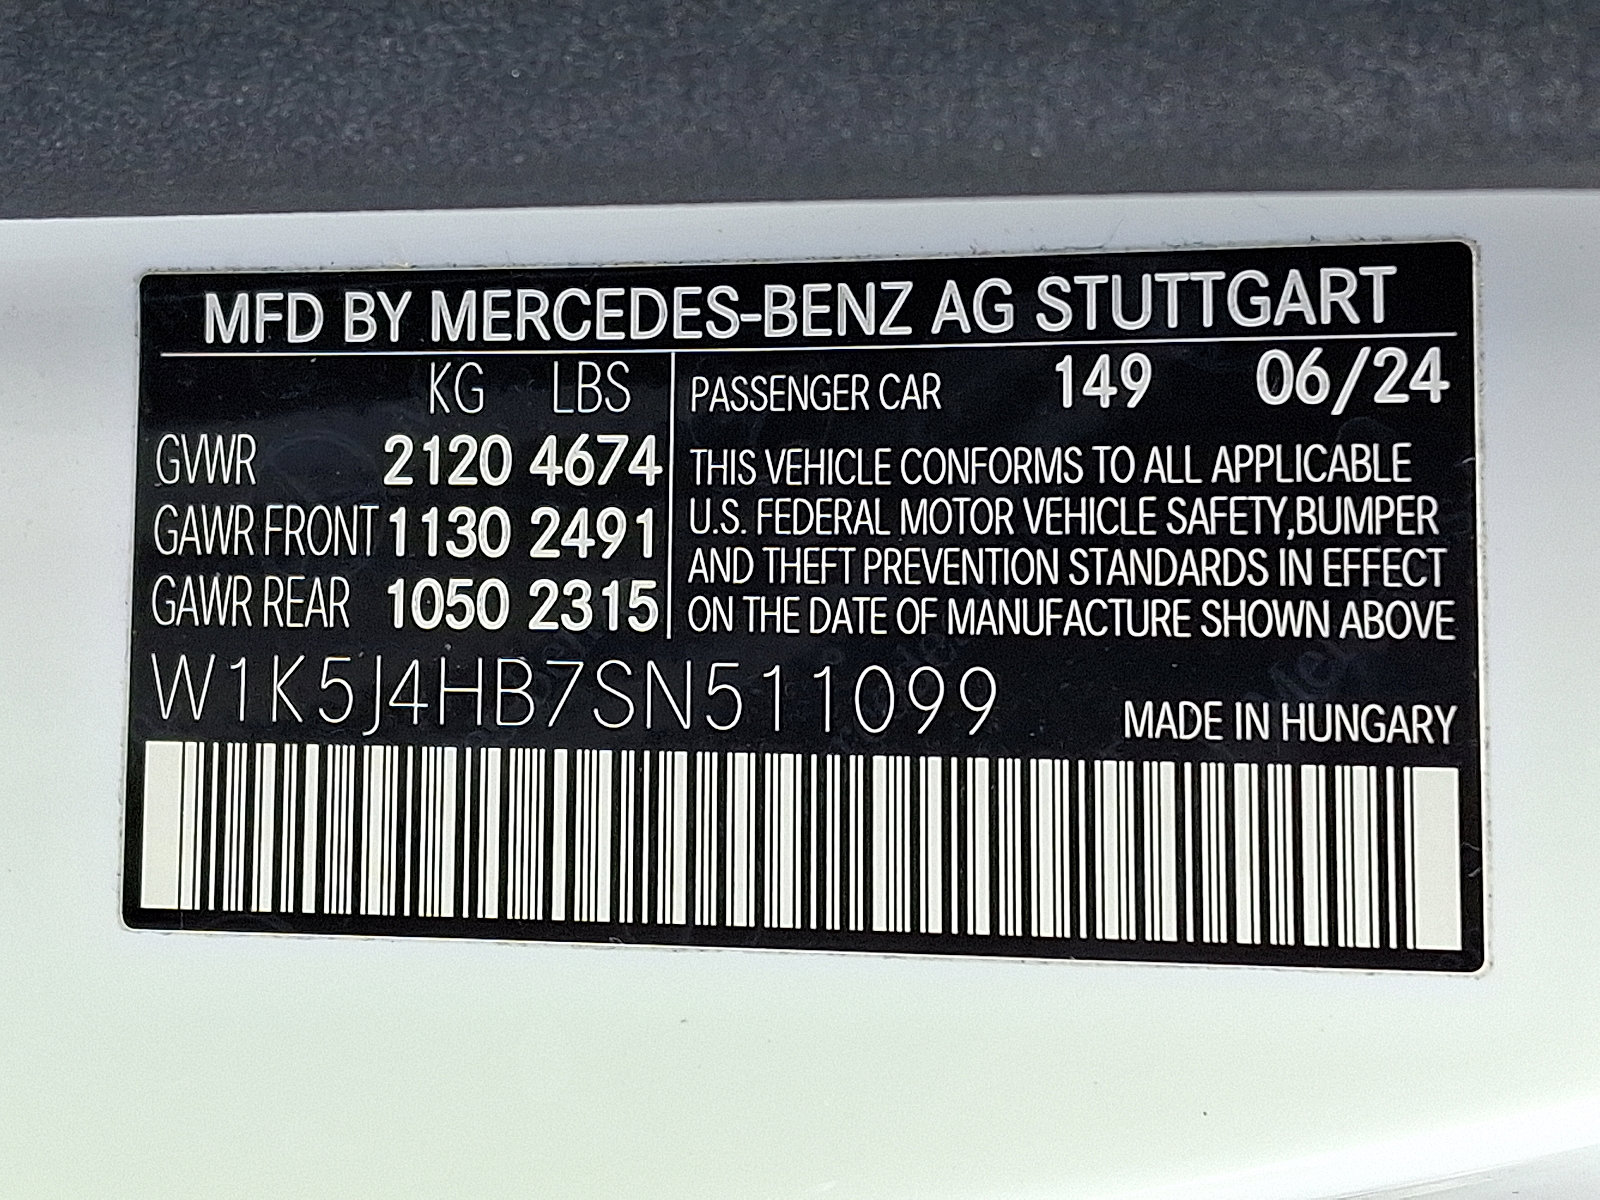 MFD BY MERCEDES-BENZ AG STUTTGART
KG LBS
GVWR 2120 4674
GAWR FRONT 1130 2491
GAWR REAR 1050 2315
PASSENGER CAR 149 06/24
THIS VEHICLE CONFORMS TO ALL APPLICABLE
U.S. FEDERAL MOTOR VEHICLE SAFETY,BUMPER
AND THEFT PREVENTION STANDARDS IN EFFECT
ON THE DATE OF MANUFACTURE SHOWN ABOVE
W1K5J4HB7SN511099
MADE IN HUNGARY